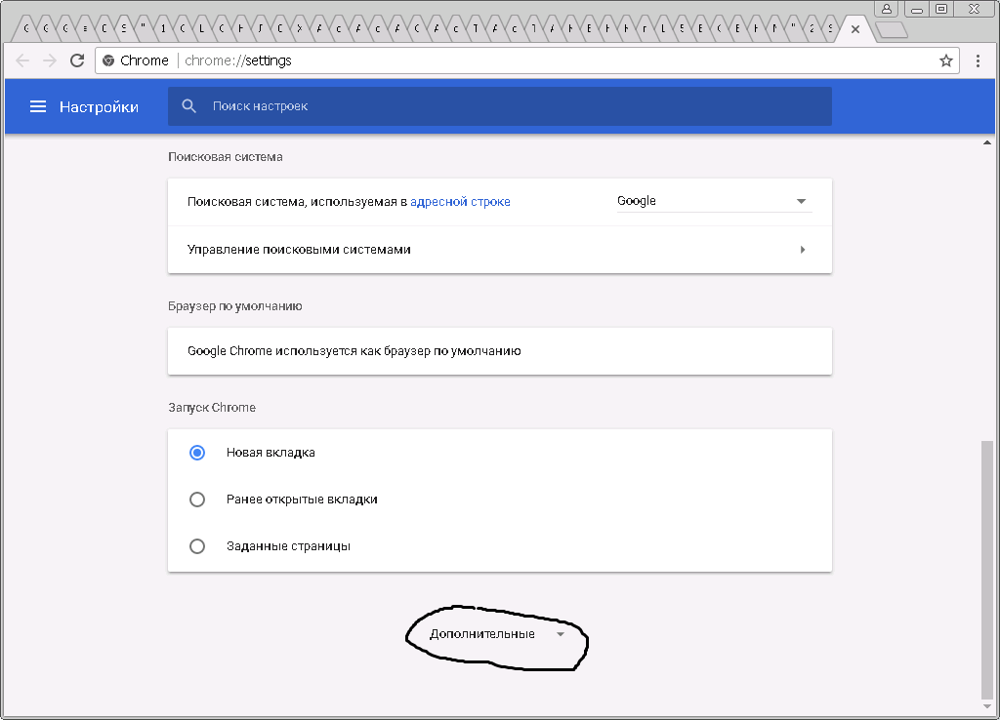 Chrome chrome://settings
Настройки Поиск настроек
Поисковая система
Поисковая система, используемая в адресной строке Google
Управление поисковыми системами
Браузер по умолчанию
Google Chrome используется как браузер по умолчанию
Запуск Chrome
Новая вкладка
Ранее открытые вкладки
Заданные страницы
Дополнительные